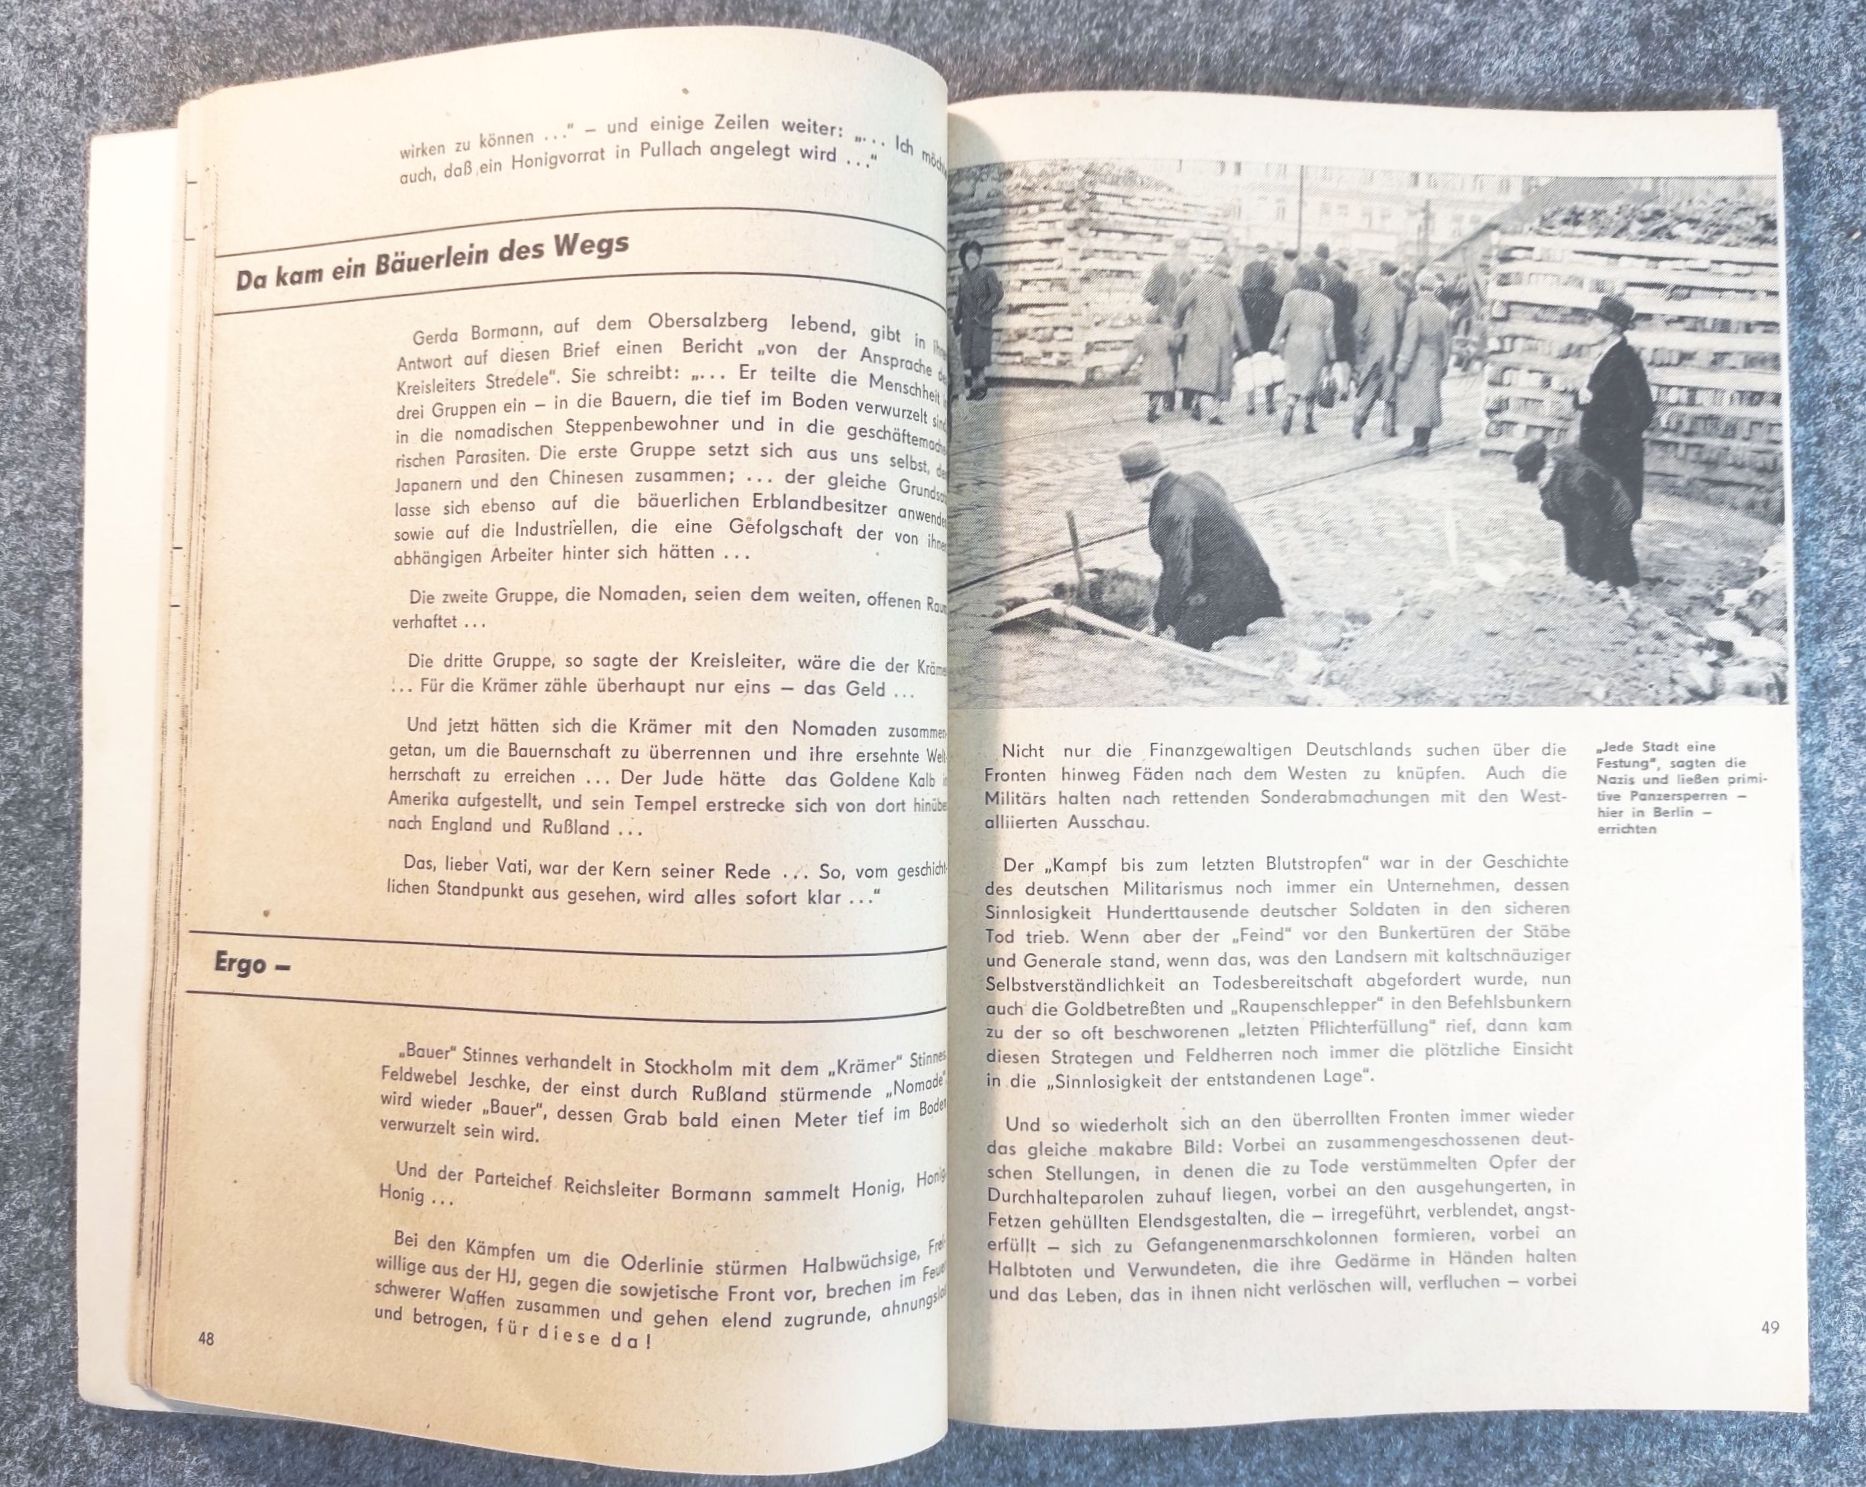 wirken zu können ...“ – und einige Zeilen weiter: „... Ich
auch, daß ein Honigvorrat in Pullach angelegt wird ...“
Da kam ein Bäuerlein des Wegs
Gerda Bormann, auf dem Obersalzberg lebend, gibt in
Antwort auf diesen Brief einen Bericht „von der Ansprache
Kreisleiters Stredele“. Sie schreibt: „... Er teilte die Menschheit
drei Gruppen ein – in die Bauern, die tief im Boden verwurzelt
in die nomadischen Steppenbewohner und in die geschäftemache-
rischen Parasiten. Die erste Gruppe setzt sich aus uns selbst,
Japanern und den Chinesen zusammen; ... der gleiche
lasse sich ebenso auf die bäuerlichen Erblandbesitzer
sowie auf die Industriellen, die eine Gefolgschaft der von
abhängigen Arbeiter hinter sich hätten ...
Die zweite Gruppe, die Nomaden, seien dem weiten, offenen
verhaftet ...
Die dritte Gruppe, so sagte der Kreisleiter, wäre die der
... Für die Krämer zähle überhaupt nur eins – das Geld ...
Und jetzt hätten sich die Krämer mit den Nomaden zusammen-
getan, um die Bauernschaft zu überrennen und ihre ersehnte Welt-
herrschaft zu erreichen ... Der Jude hätte das Goldene Kalb
Amerika aufgestellt, und sein Tempel erstrecke sich von dort
nach England und Rußland ...
Das, lieber Vati, war der Kern seiner Rede ... So, vom geschicht-
lichen Standpunkt aus gesehen, wird alles sofort klar ...“
Ergo –
„Bauer“ Stinnes verhandelt in Stockholm mit dem „Krämer“ Stinnes
Feldwebel Jeschke, der einst durch Rußland stürmende „Nomade“
wird wieder „Bauer“, dessen Grab bald einen Meter tief im
verwurzelt sein wird.
Und der Parteichef Reichsleiter Bormann sammelt Honig, Honig
Honig ...
Bei den Kämpfen um die Oderlinie stürmen Halbwüchsige, Frei-
willige aus der HJ, gegen die sowjetische Front vor, brechen im
schwerer Waffen zusammen und gehen elend zugrunde, ahnungslos
und betrogen, für diese da!
48
Nicht nur die Finanzgewaltigen Deutschlands suchen über die
Fronten hinweg Fäden nach dem Westen zu knüpfen. Auch die
Militärs halten nach rettenden Sonderabmachungen mit den West-
alliierten Ausschau.
Der „Kampf bis zum letzten Blutstropfen“ war in der Geschichte
des deutschen Militarismus noch immer ein Unternehmen, dessen
Sinnlosigkeit Hunderttausende deutscher Soldaten in den sicheren
Tod trieb. Wenn aber der „Feind“ vor den Bunkertüren der Stäbe
und Generale stand, wenn das, was den Landsern mit kaltschnäuziger
Selbstverständlichkeit an Todesbereitschaft abgefordert wurde, nun
auch die Goldbetreßten und „Raupenschlepper“ in den Befehlsbunkern
zu der so oft beschworenen „letzten Pflichterfüllung“ rief, dann kam
diesen Strategen und Feldherren noch immer die plötzliche Einsicht
in die „Sinnlosigkeit der entstandenen Lage“.
Und so wiederholt sich an den überrollten Fronten immer wieder
das gleiche makabre Bild: Vorbei an zusammengeschossenen deut-
schen Stellungen, in denen die zu Tode verstümmelten Opfer der
Durchhalteparolen zuhauf liegen, vorbei an den ausgehungerten, in
Fetzen gehüllten Elendsgestalten, die – irregeführt, verblendet, angst-
erfüllt – sich zu Gefangenenmarschkolonnen formieren, vorbei an
Halbtoten und Verwundeten, die ihre Gedärme in Händen halten
und das Leben, das in ihnen nicht verlöschen will, verfluchen – vorbei
„Jede Stadt eine
Festung“, sagten die
Nazis und ließen primi-
tive Panzersperren –
hier in Berlin –
errichten
49